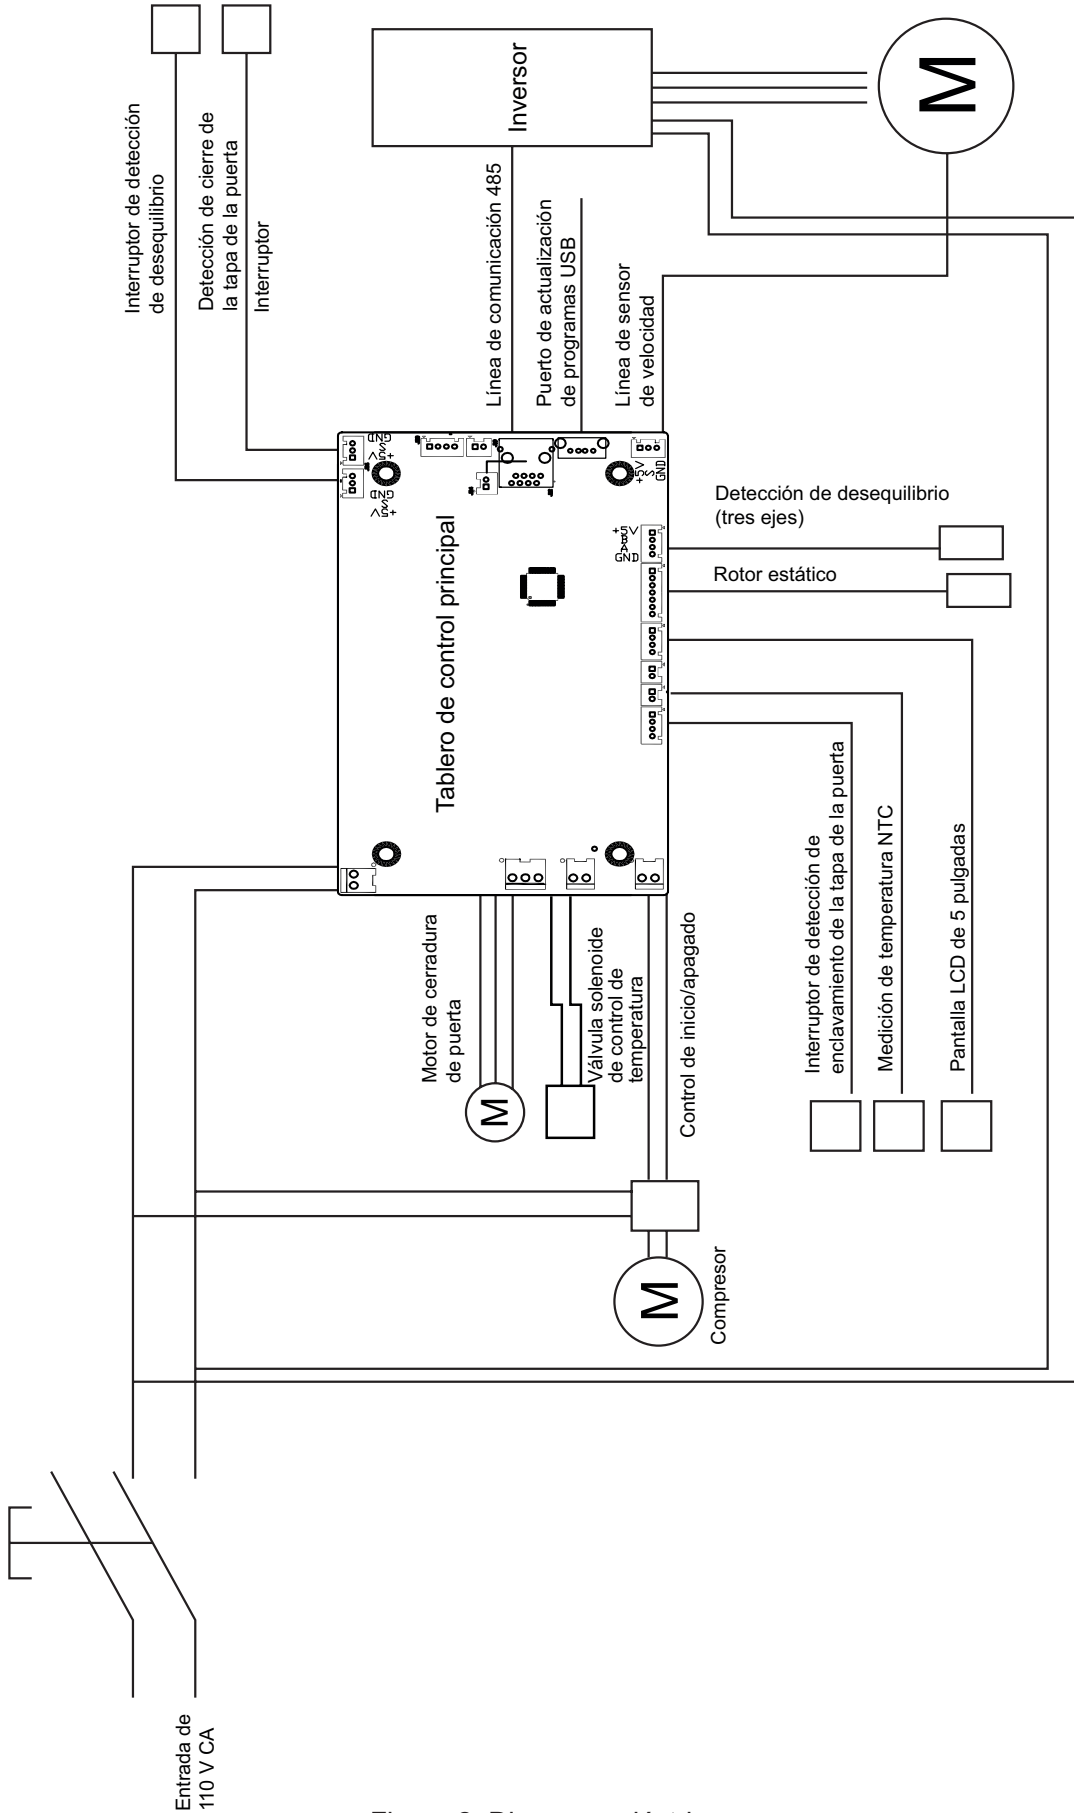 Interruptor de detección
de desequilibrio
Detección de cierre de
la tapa de la puerta
Interruptor
Inversor
M
Línea de comunicación 485
Puerto de actualización
de programas USB
Línea de sensor
de velocidad
GND
S
+5V
GND
S
+5V
+5V
S
GND
Tablero de control principal
+5V
B
A
GND
Detección de desequilibrio
(tres ejes)
Rotor estático
Motor de cerradura
de puerta
M
Válvula solenoide
de control de
temperatura
Control de inicio/apagado
Interruptor de detección de
enclavamiento de la tapa de la puerta
Medición de temperatura NTC
Pantalla LCD de 5 pulgadas
M
Compresor
Entrada de
110 V CA